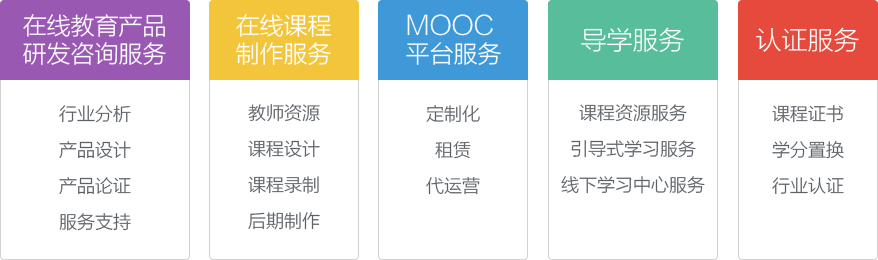 在线教育产品
研发咨询服务
行业分析
产品设计
产品论证
服务支持
在线课程
制作服务
教师资源
课程设计
课程录制
后期制作
MOOC
平台服务
定制化
租赁
代运营
导学服务
课程资源服务
引导式学习服务
线下学习中心服务
认证服务
课程证书
学分置换
行业认证